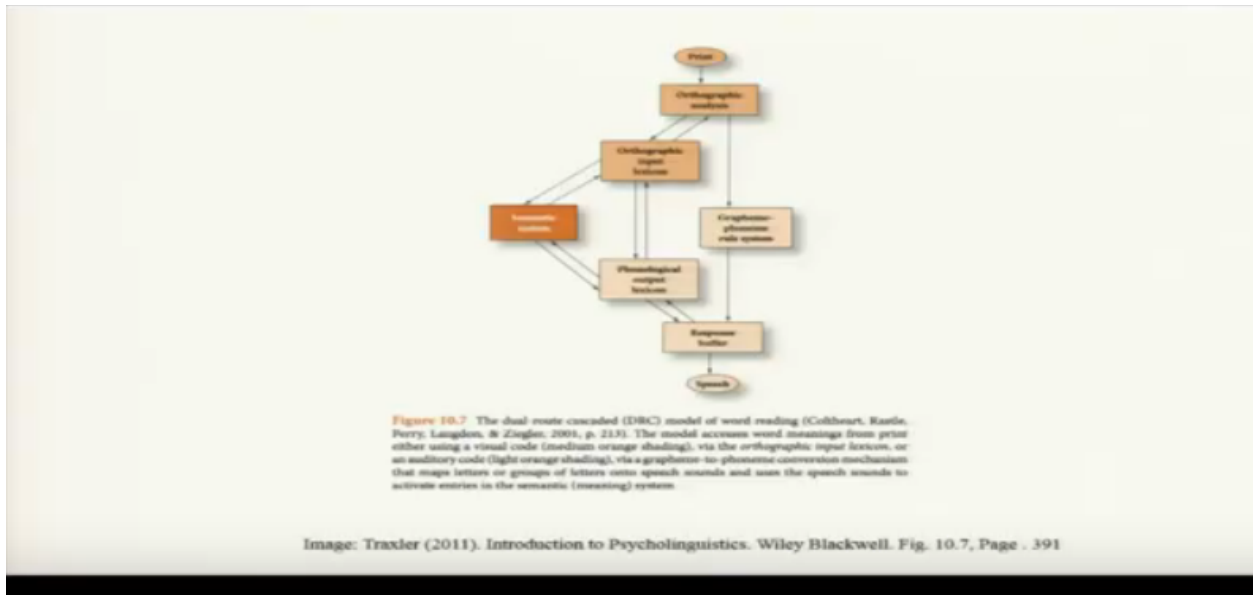 Print
Orthographic
analysis
Orthographic
input
lexicon
Semantic
system
Grapheme-
phoneme
rule system
Phonological
output
lexicon
Response
buffer
Speech
Figure 10.7 The dual route cascaded (DRC) model of word reading (Coltheart, Rastle,
Perry, Langdon, & Ziegler, 2001, p. 213). The model accesses word meanings from print
either using a visual code (medium orange shading), via the orthographic input lexicon, or
an auditory code (light orange shading), via a grapheme-to-phoneme conversion mechanism
that maps letters or groups of letters onto speech sounds and uses the speech sounds to
activate entries in the semantic (meaning) system
Image: Traxler (2011). Introduction to Psycholinguistics. Wiley Blackwell. Fig. 10.7, Page . 391